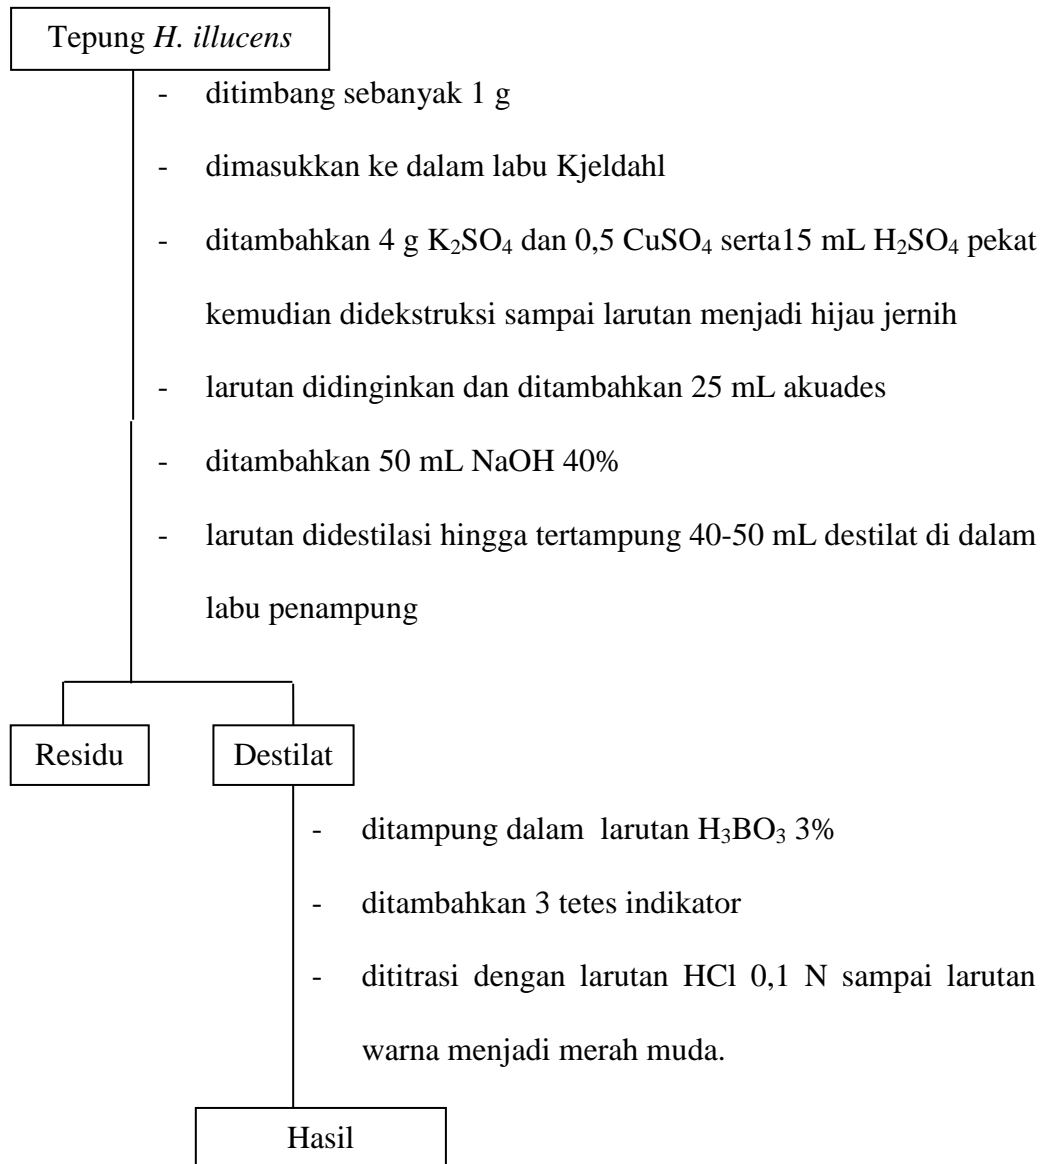 Tepung H. illucens
- ditimbang sebanyak 1 g
- dimasukkan ke dalam labu Kjeldahl
- ditambahkan 4 g K₂SO₄ dan 0,5 CuSO₄ serta15 mL H₂SO₄ pekat
kemudian didekstruksi sampai larutan menjadi hijau jernih
- larutan didinginkan dan ditambahkan 25 mL akuades
- ditambahkan 50 mL NaOH 40%
- larutan didestilasi hingga tertampung 40-50 mL destilat di dalam
labu penampung
Residu
Destilat
- ditampung dalam larutan H₃BO₃ 3%
- ditambahkan 3 tetes indikator
- dititrasi dengan larutan HCl 0,1 N sampai larutan
warna menjadi merah muda.
Hasil